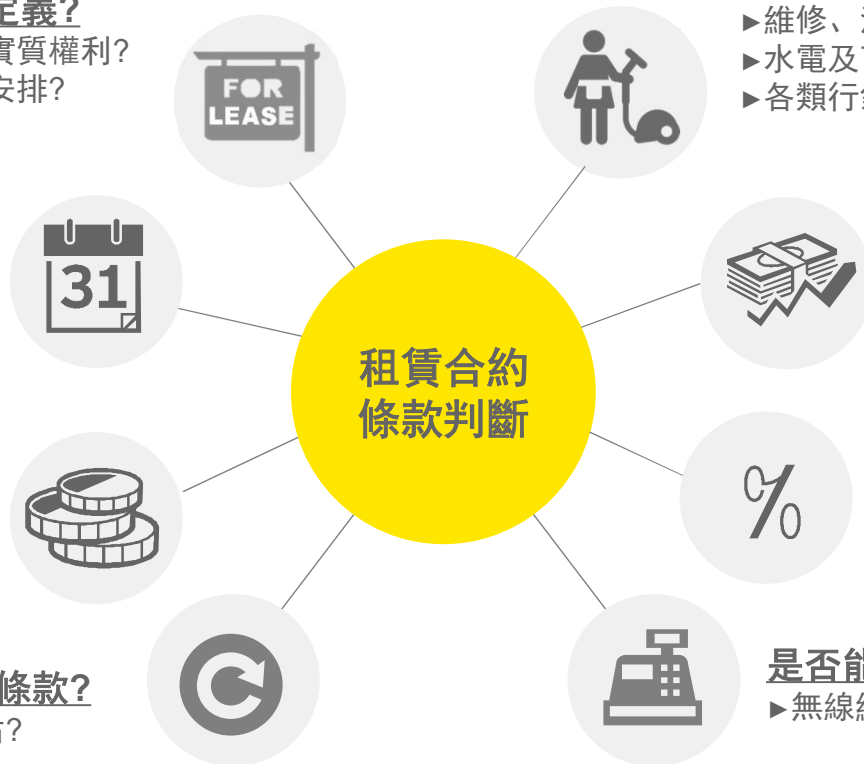 定義?
實質權利?
安排?
▶維修、
▶水電及
▶各類行
FOR
LEASE
31
租賃合約
條款判斷
%
條款?
?
是否能
▶無線